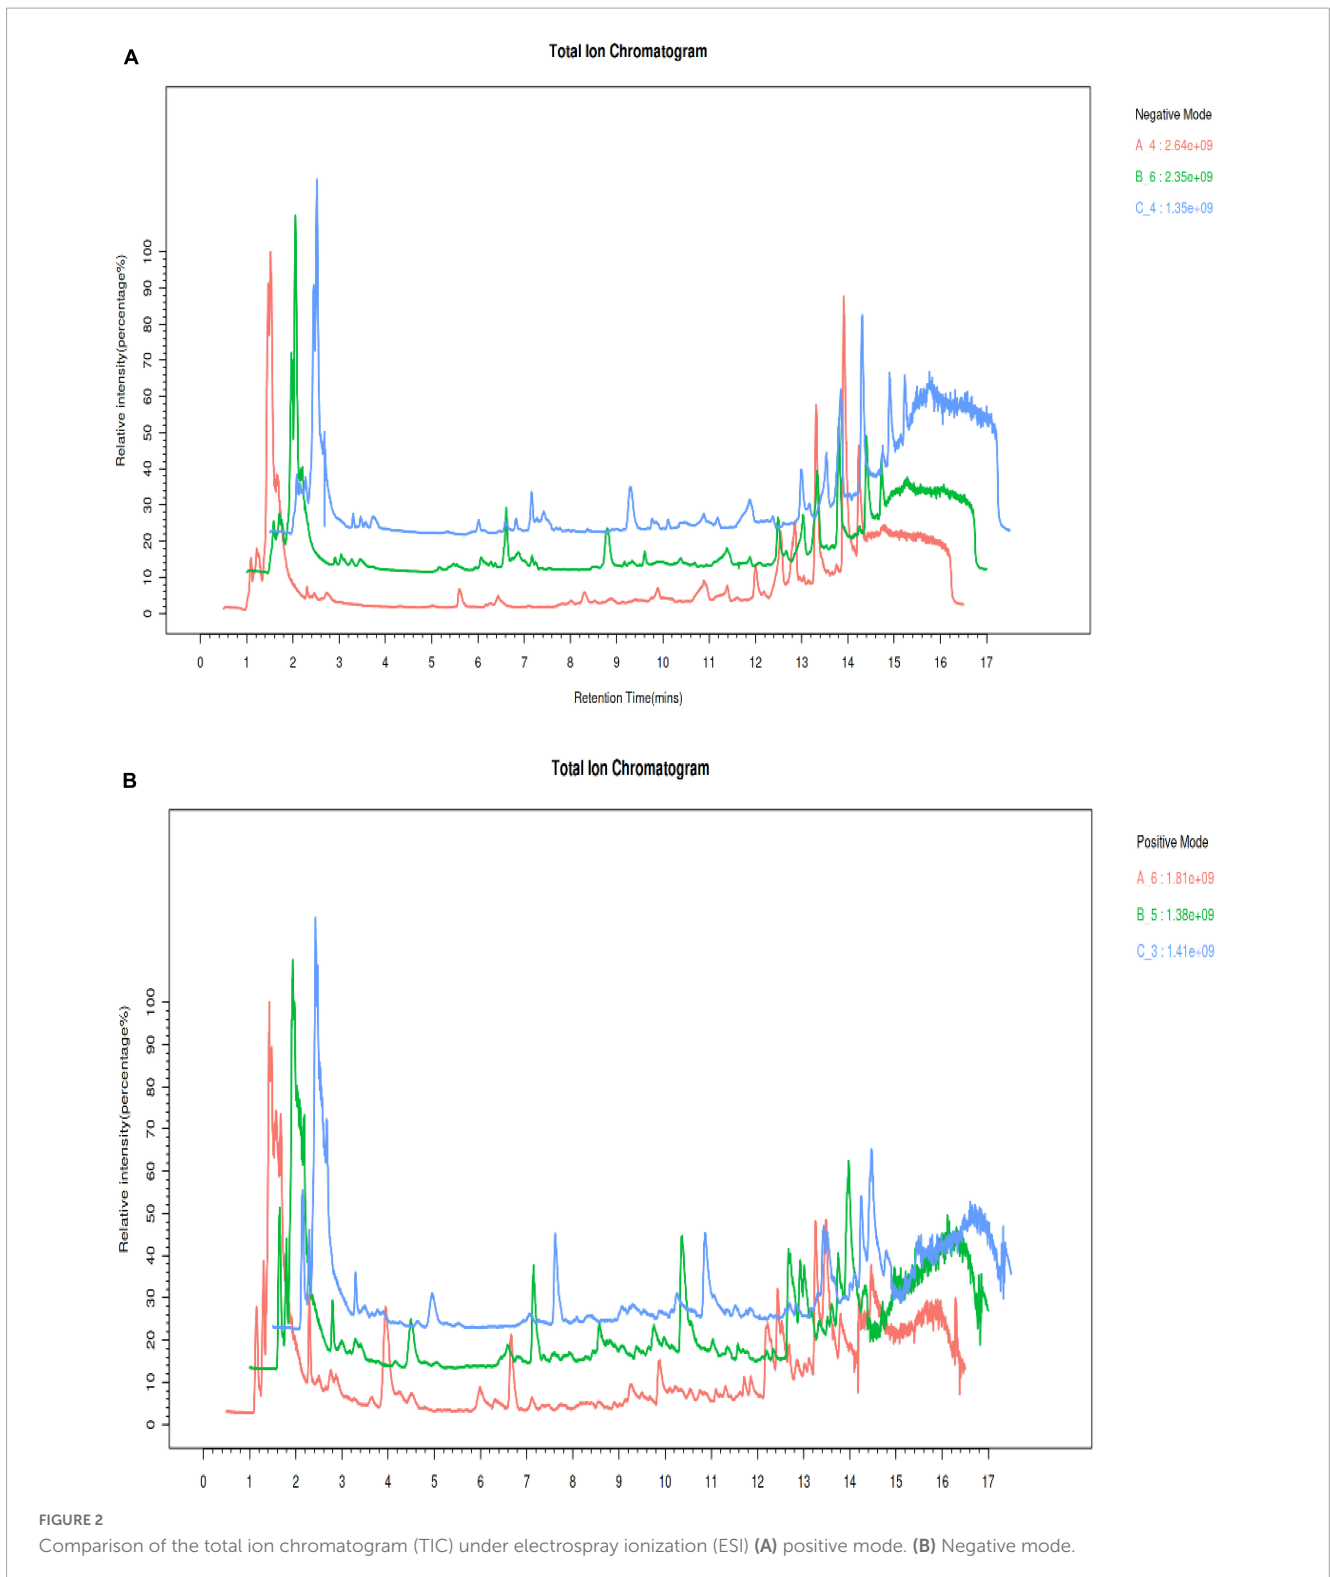 A
Total Ion Chromatogram
Negative Mode
A 4 : 2.64e+09
B 6 : 2.35e+09
C_4 : 1.35e+09
Relative intensity(percentage%)
100
90
80
70
60
50
40
30
20
10
0
0 1 2 3 4 5 6 7 8 9 10 11 12 13 14 15 16 17
Retention Time(mins)
B
Total Ion Chromatogram
Positive Mode
A 6 : 1.81e+09
B 5 : 1.38e+09
C_3 : 1.41e+09
Relative intensity(percentage%)
100
90
80
70
60
50
40
30
20
10
0
0 1 2 3 4 5 6 7 8 9 10 11 12 13 14 15 16 17
FIGURE 2
Comparison of the total ion chromatogram (TIC) under electrospray ionization (ESI) (A) positive mode. (B) Negative mode.